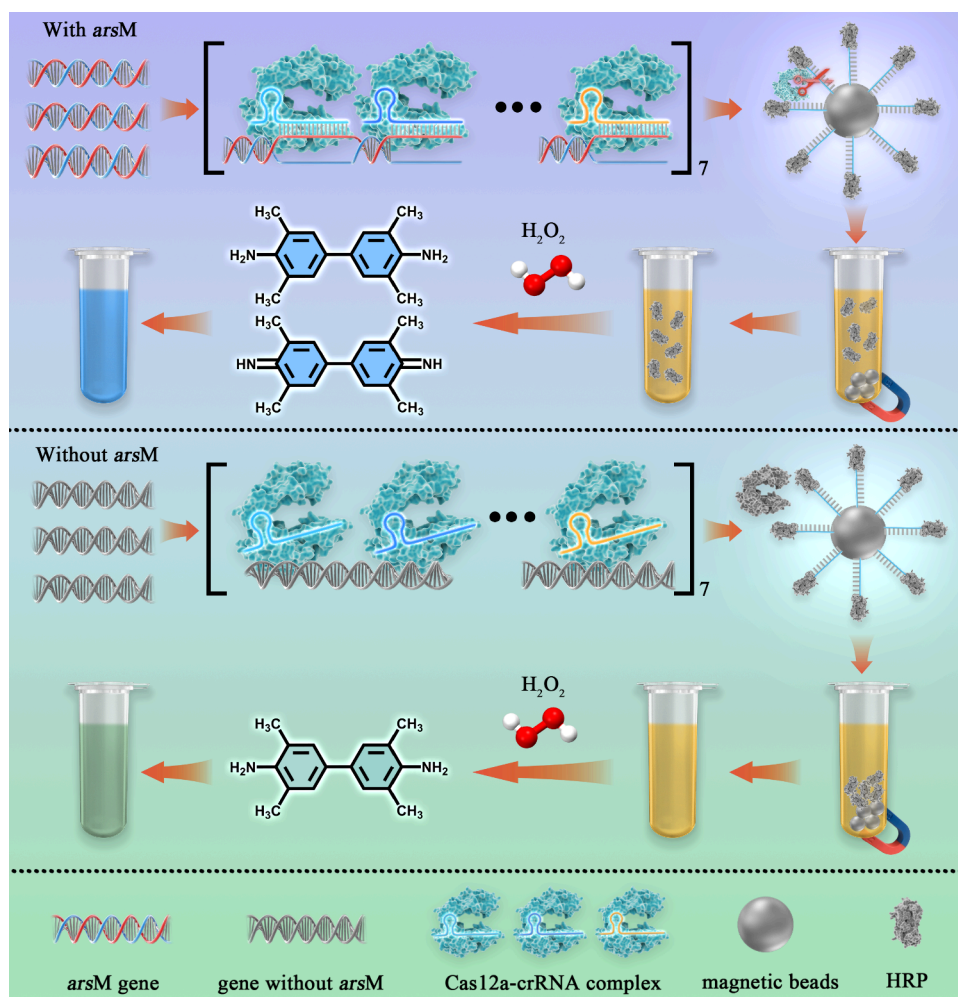 With arsM
7
H₃C
CH₃
H₂N
NH₂
H₃C
CH₃
H₂O₂
H₃C
CH₃
HN
NH
H₃C
CH₃
Without arsM
7
H₂O₂
H₃C
CH₃
H₂N
NH₂
H₃C
CH₃
arsM gene
gene without arsM
Cas12a-crRNA complex
magnetic beads
HRP